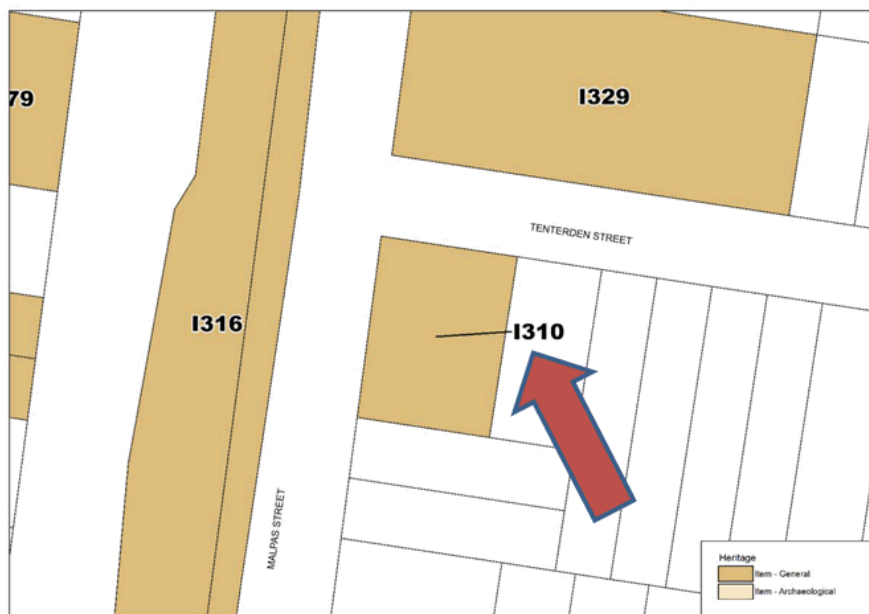 79
I329
TENTERDEN STREET
I316
I310
MALPAS STREET
Heritage
Item - General
Item - Archaeological